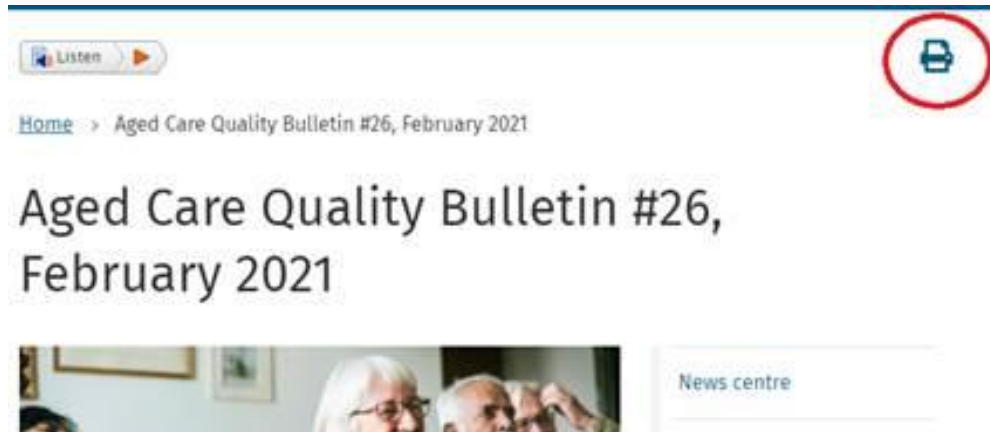 Listen
Home > Aged Care Quality Bulletin #26, February 2021
Aged Care Quality Bulletin #26,
February 2021
News centre